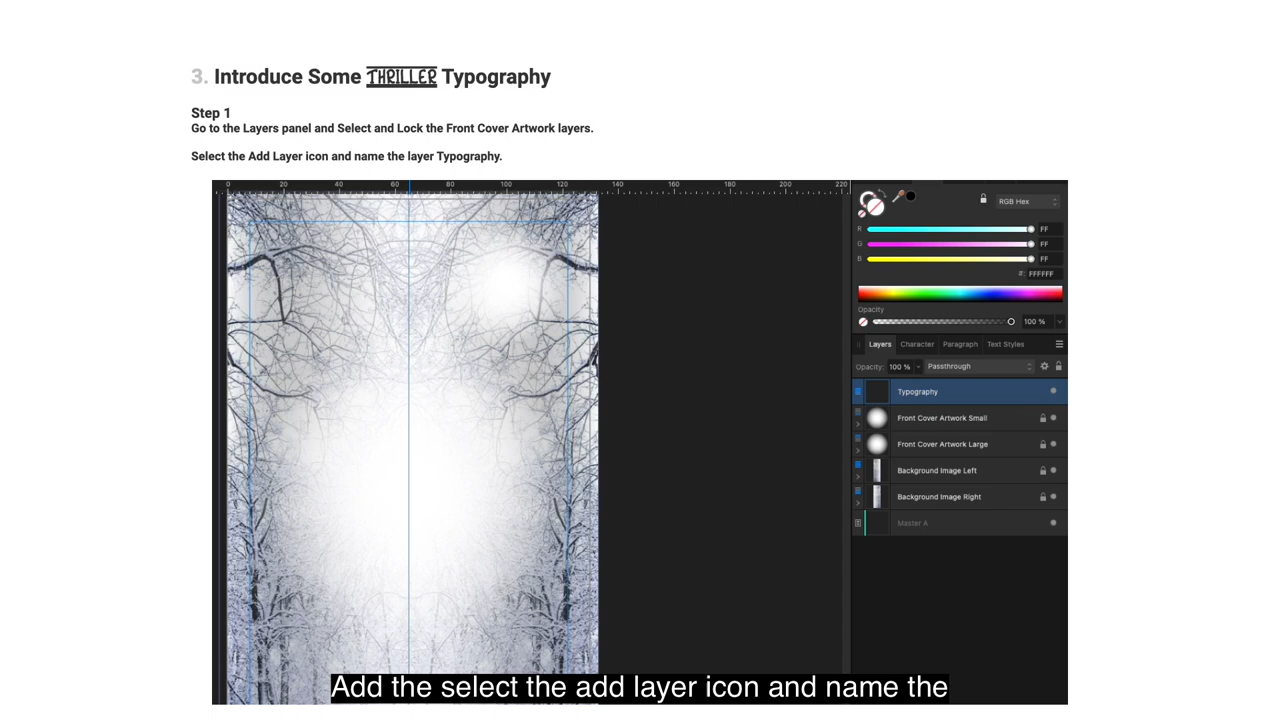 3. Introduce Some THRILLER Typography
Step 1
Go to the Layers panel and Select and Lock the Front Cover Artwork layers.
Select the Add Layer icon and name the layer Typography.
0 20 40 60 80 100 120 140 160 180 200 220
RGB Hex
R FF
G FF
B FF
#: FFFFFF
Opacity
100 %
Layers Character Paragraph Text Styles
Opacity: 100 % Passthrough
Typography
Front Cover Artwork Small
Front Cover Artwork Large
Background Image Left
Background Image Right
Master A
Add the select the add layer icon and name the